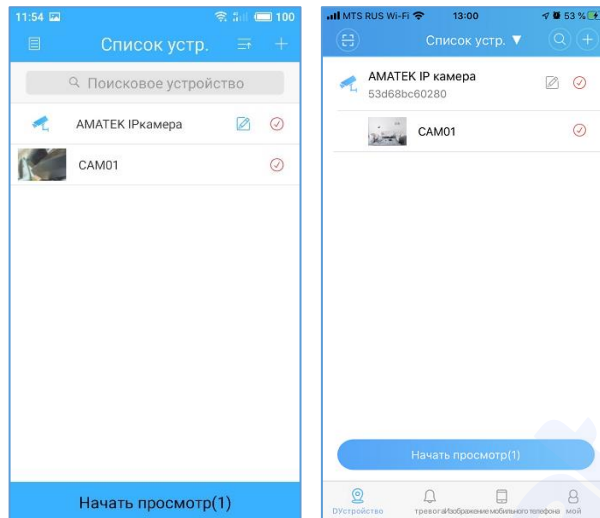 11:54 100
Список устр.
Поисковое устройство
AMATEK IPкамера
CAM01
Начать просмотр(1)
MTS RUS Wi-Fi 13:00 53 %
Список устр. ▼
AMATEK IP камера
53d68bc60280
CAM01
Начать просмотр(1)
DУстройство тревога Изображение мобильного телефона мой